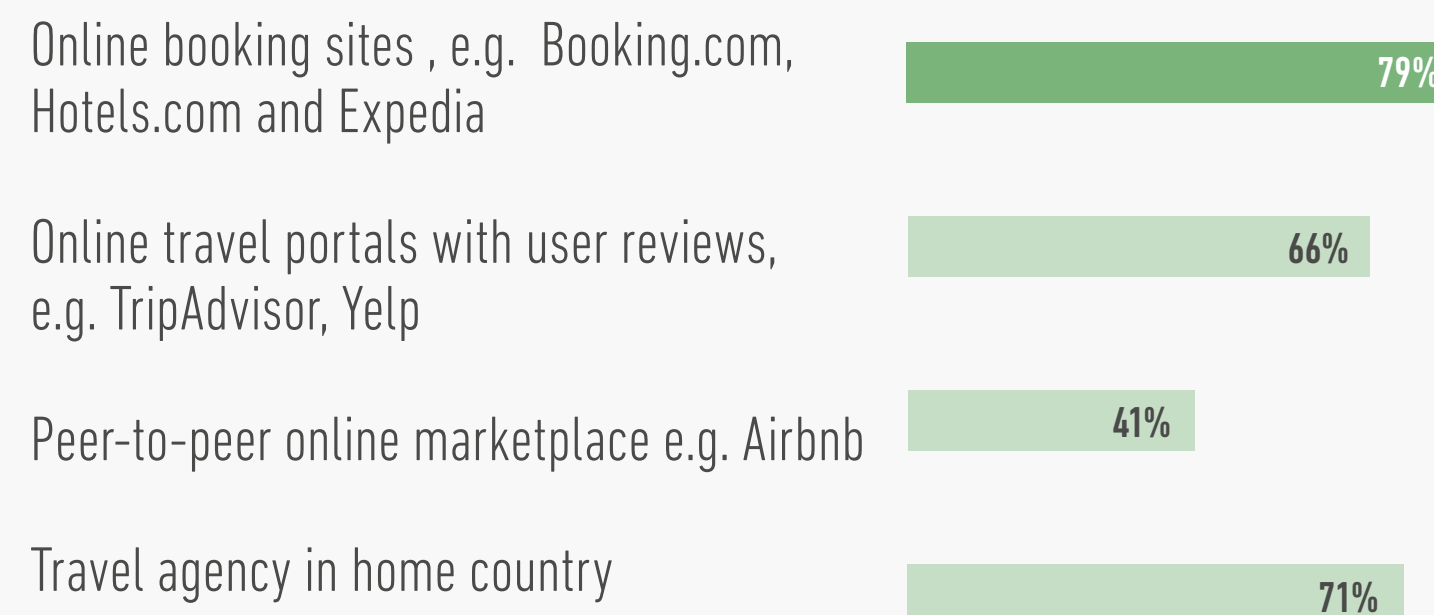 Online booking sites , e.g.  Booking.com,
79%
Hotels.com and Expedia
Online travel portals with user reviews,
66%
e.g. TripAdvisor, Yelp
Peer-to-peer online marketplace e.g. Airbnb
41%
Travel agency in home country
71%